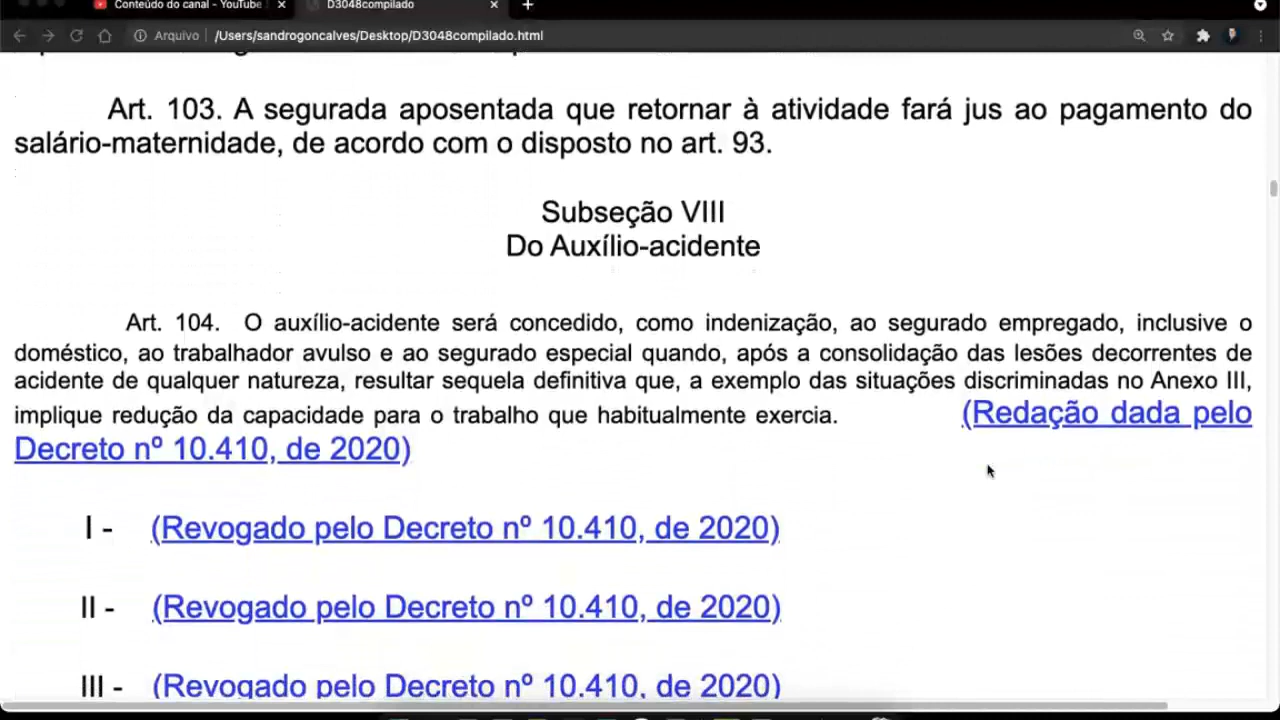 Conteúdo do canal - YouTube
D3048compilado
Arquivo
/Users/sandrogoncalves/Desktop/D3048compilado.html
Art. 103. A segurada aposentada que retornar à atividade fará jus ao pagamento do
salário-maternidade, de acordo com o disposto no art. 93.
Subseção VIII
Do Auxílio-acidente
Art. 104. O auxílio-acidente será concedido, como indenização, ao segurado empregado, inclusive o
doméstico, ao trabalhador avulso e ao segurado especial quando, após a consolidação das lesões decorrentes de
acidente de qualquer natureza, resultar sequela definitiva que, a exemplo das situações discriminadas no Anexo III,
implique redução da capacidade para o trabalho que habitualmente exercia. (Redação dada pelo
Decreto nº 10.410, de 2020)
I - (Revogado pelo Decreto nº 10.410, de 2020)
II - (Revogado pelo Decreto nº 10.410, de 2020)
III - (Revogado pelo Decreto nº 10.410, de 2020)